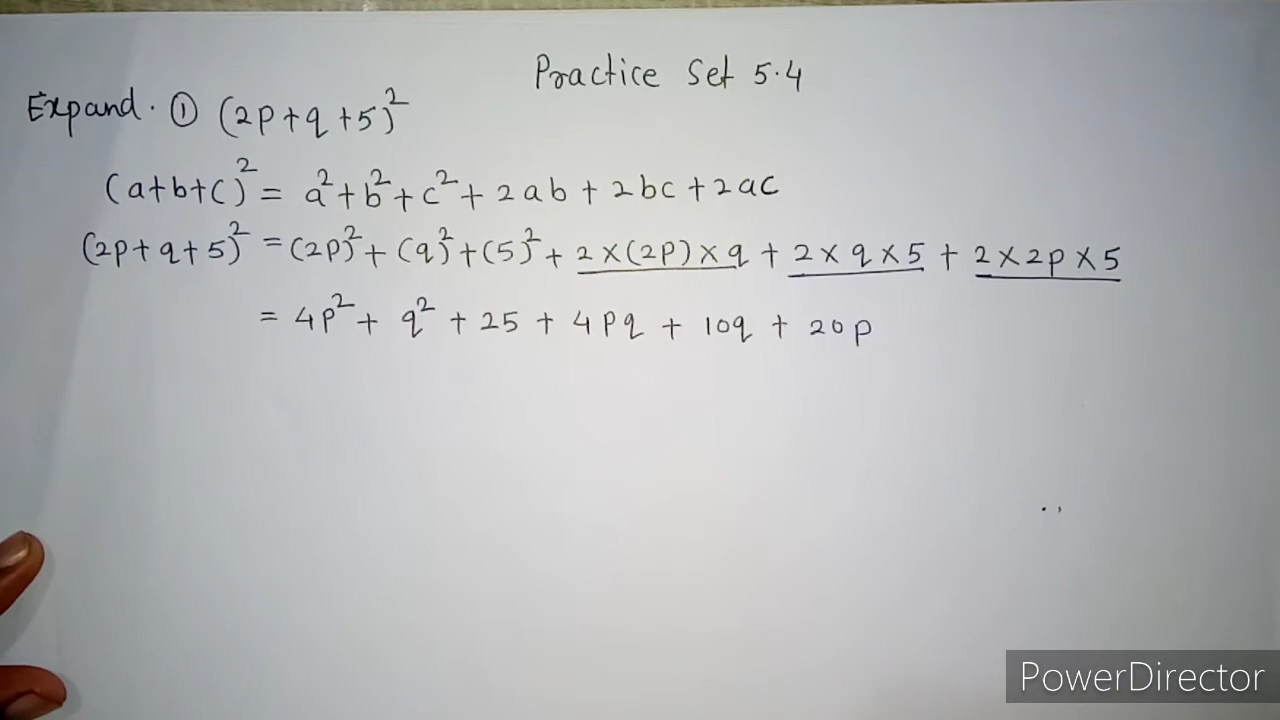 Practice Set 5.4
Expand. ① (2p+q+5)²
(a+b+c)² = a²+b²+c²+2ab+2bc+2ac
(2p+q+5)² = (2p)²+(q)²+(5)²+2×(2p)×q+2×q×5+2×2p×5
= 4p²+q²+25+4pq+10q+20p
PowerDirector